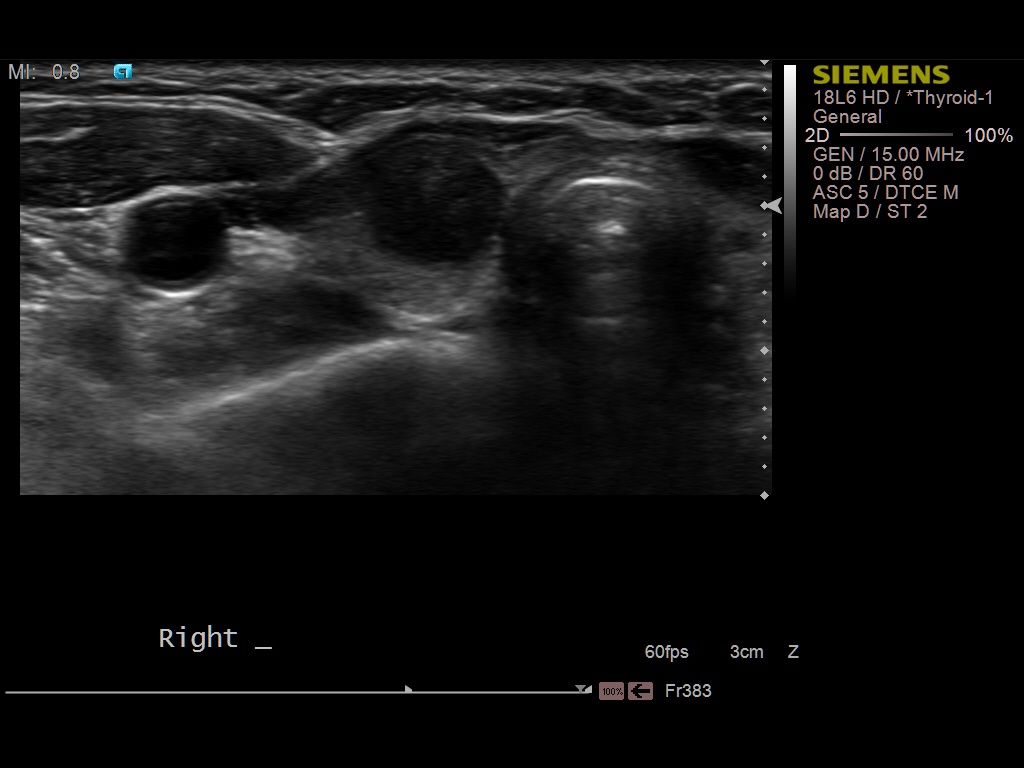 MI: 0.8
SIEMENS
18L6 HD / *Thyroid-1
General
2D 100%
GEN / 15.00 MHz
0 dB / DR 60
ASC 5 / DTCE M
Map D / ST 2
Right _
60fps 3cm Z
100% Fr383